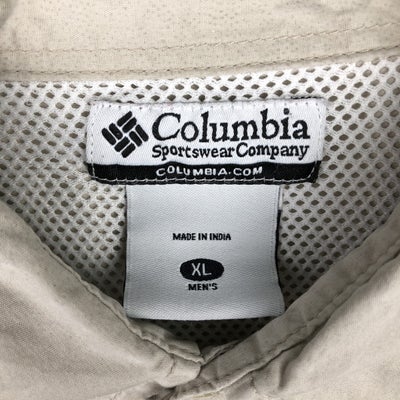 Columbia
Sportswear Company
COLUMBIA.COM
MADE IN INDIA
XL
MEN'S